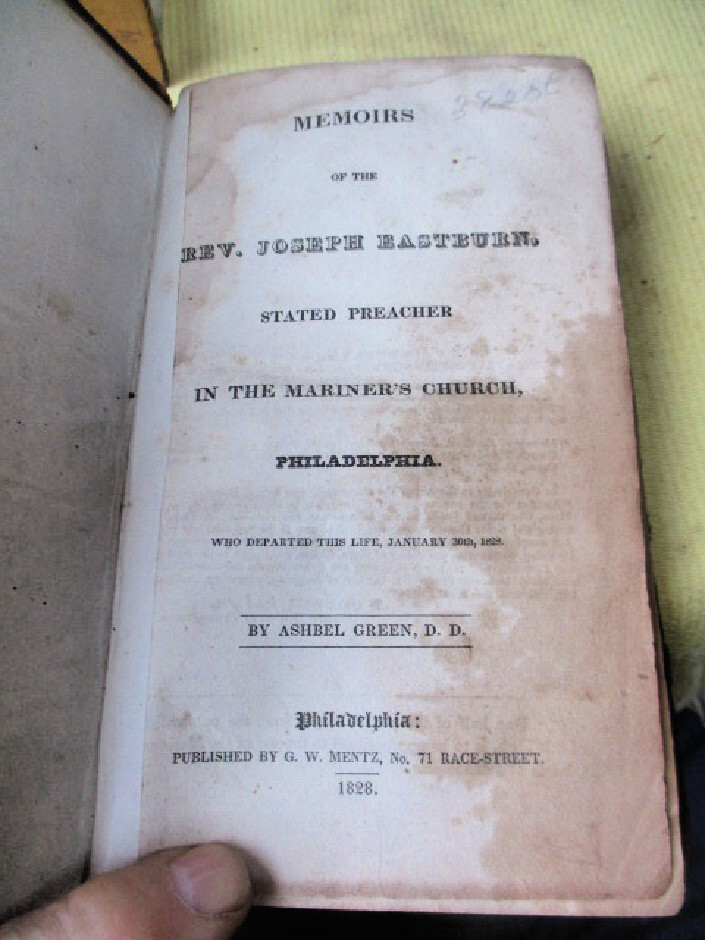 MEMOIRS
OF THE
REV. JOSEPH EASTBURN,
STATED PREACHER
IN THE MARINER'S CHURCH,
PHILADELPHIA.
WHO DEPARTED THIS LIFE, JANUARY 30th, 1828.
BY ASHBEL GREEN, D. D.
Philadelphia:
PUBLISHED BY G. W. MENTZ, No. 71 RACE-STREET.
1828.